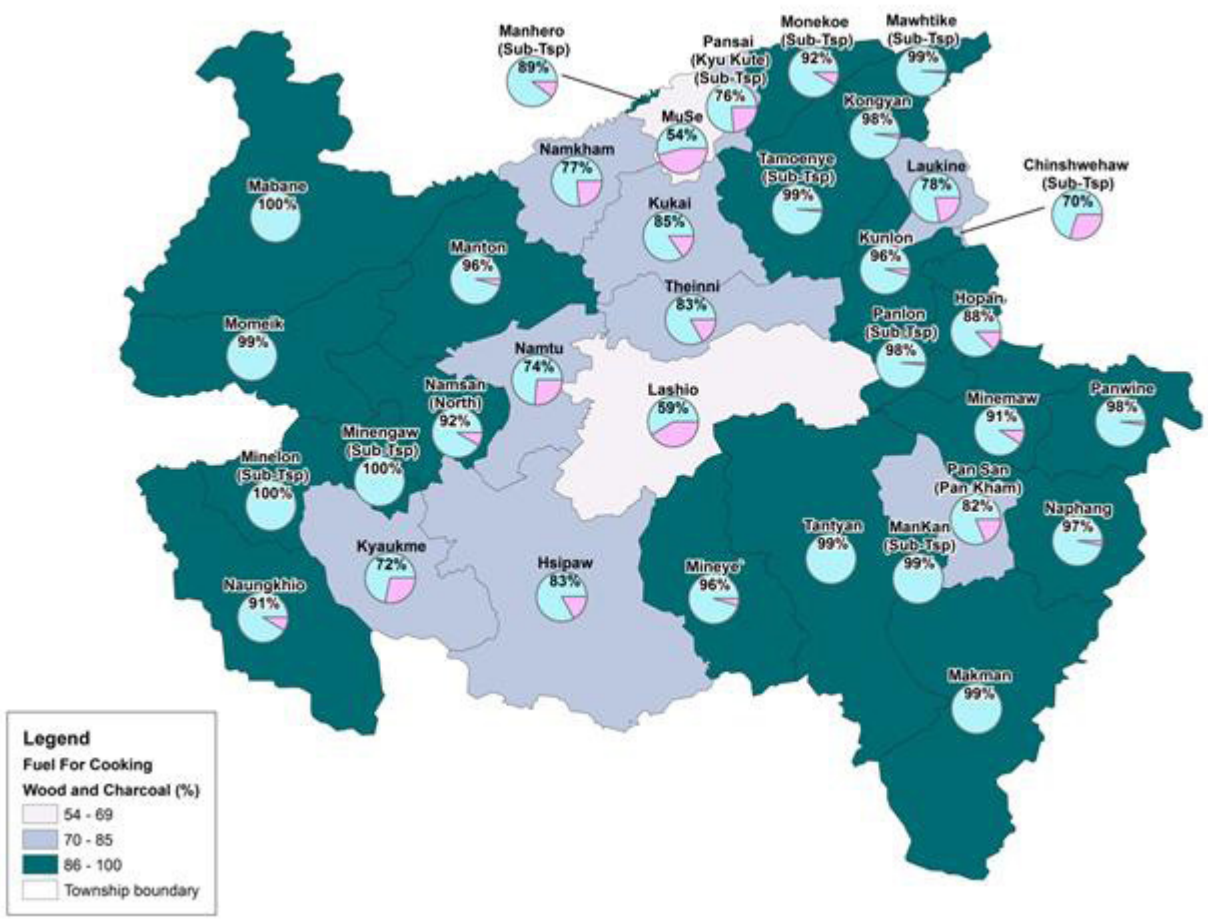 Manhero
(Sub-Tsp)
89%
Pansai
(Kyu Kute)
(Sub-Tsp)
76%
Monekoe
(Sub-Tsp)
92%
Mawhtike
(Sub-Tsp)
99%
MuSe
54%
Kongyan
98%
Namkham
77%
Tamoenye
(Sub-Tsp)
99%
Laukine
78%
Chinshwehaw
(Sub-Tsp)
70%
Mabane
100%
Kukai
85%
Manton
96%
Kunlon
96%
Theinni
83%
Hopan
88%
Momeik
99%
Panlon
(Sub-Tsp)
98%
Namtu
74%
Namsan
(North)
92%
Lashio
59%
Minemaw
91%
Panwine
98%
Minengaw
(Sub-Tsp)
100%
Minelon
(Sub-Tsp)
100%
Pan San
(Pan Kham)
82%
Naphang
97%
Kyaukme
72%
Hsipaw
83%
Mineye
96%
Tantyan
99%
ManKan
(Sub-Tsp)
99%
Naungkhio
91%
Makman
99%
Legend
Fuel For Cooking
Wood and Charcoal (%)
54 - 69
70 - 85
86 - 100
Township boundary